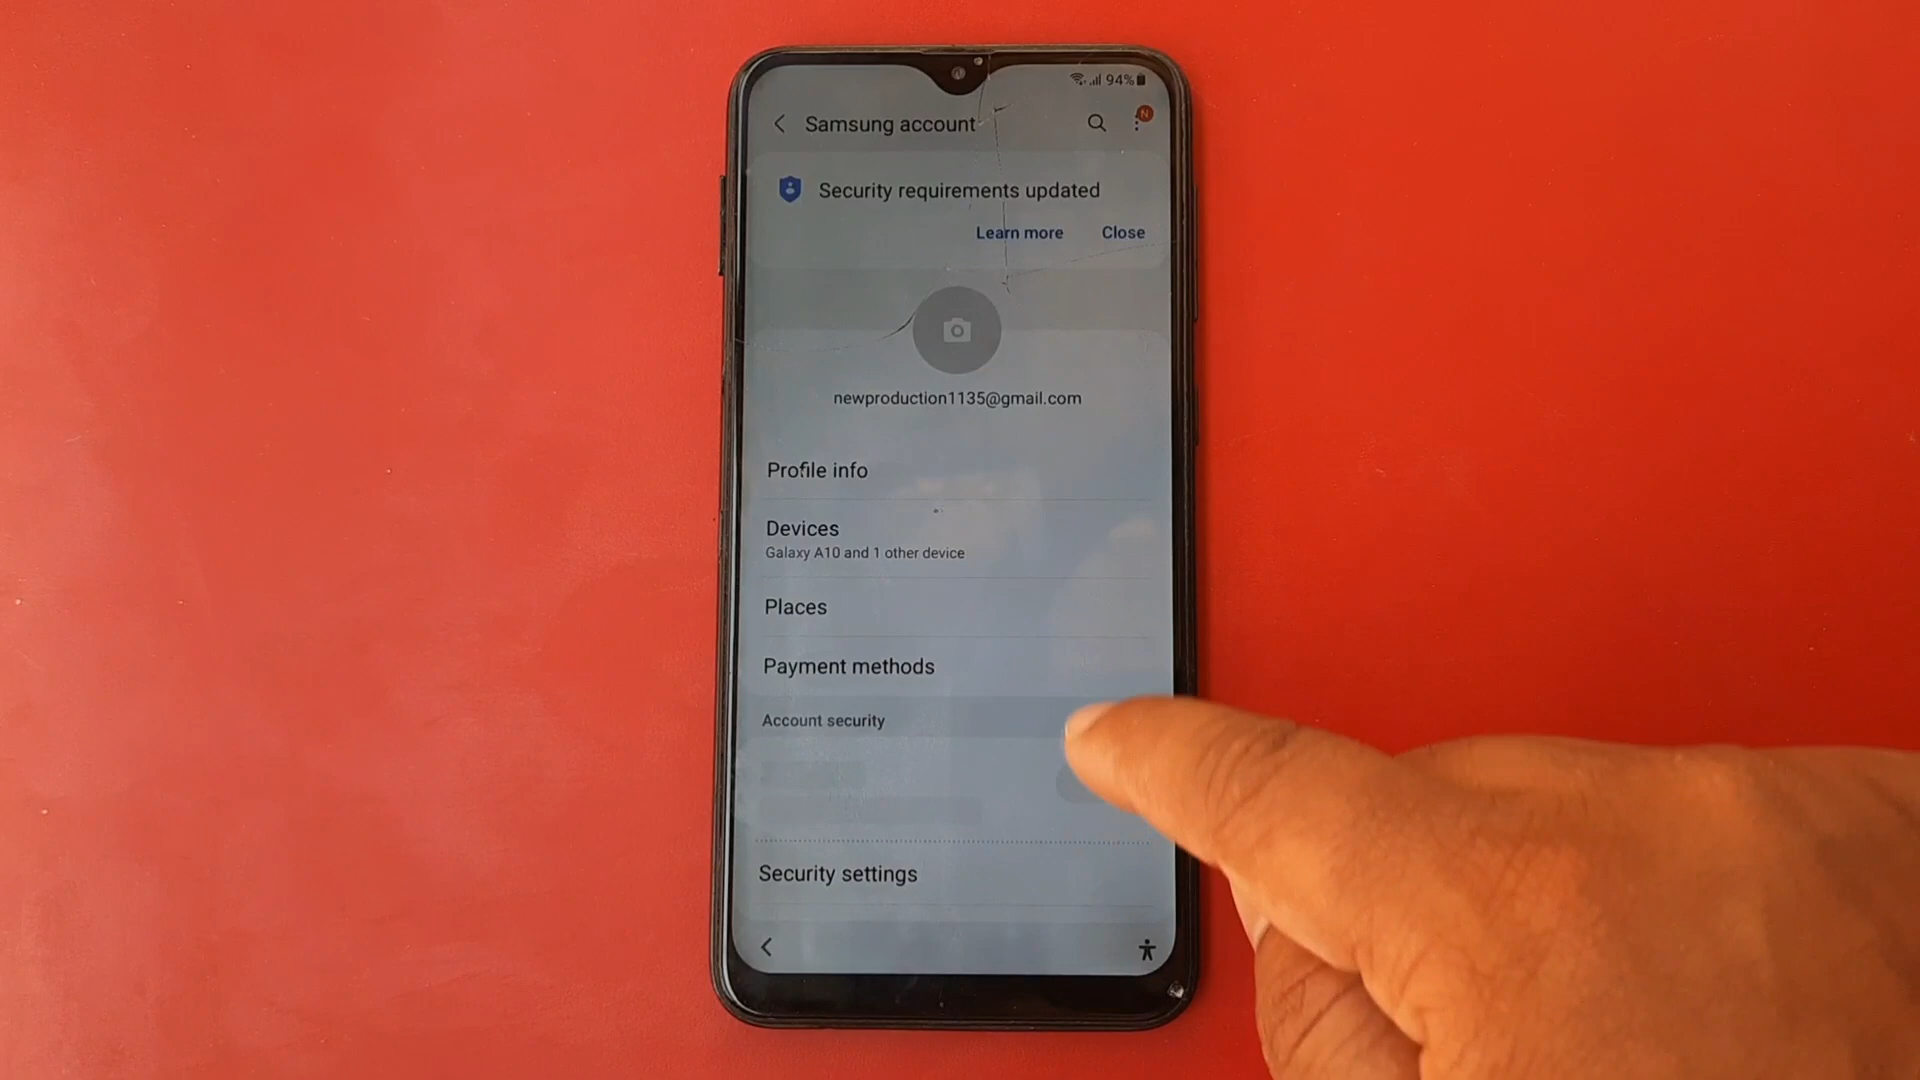 94%
Samsung account
N
Security requirements updated
Learn more Close
newproduction1135@gmail.com
Profile info
Devices
Galaxy A10 and 1 other device
Places
Payment methods
Account security
Security settings